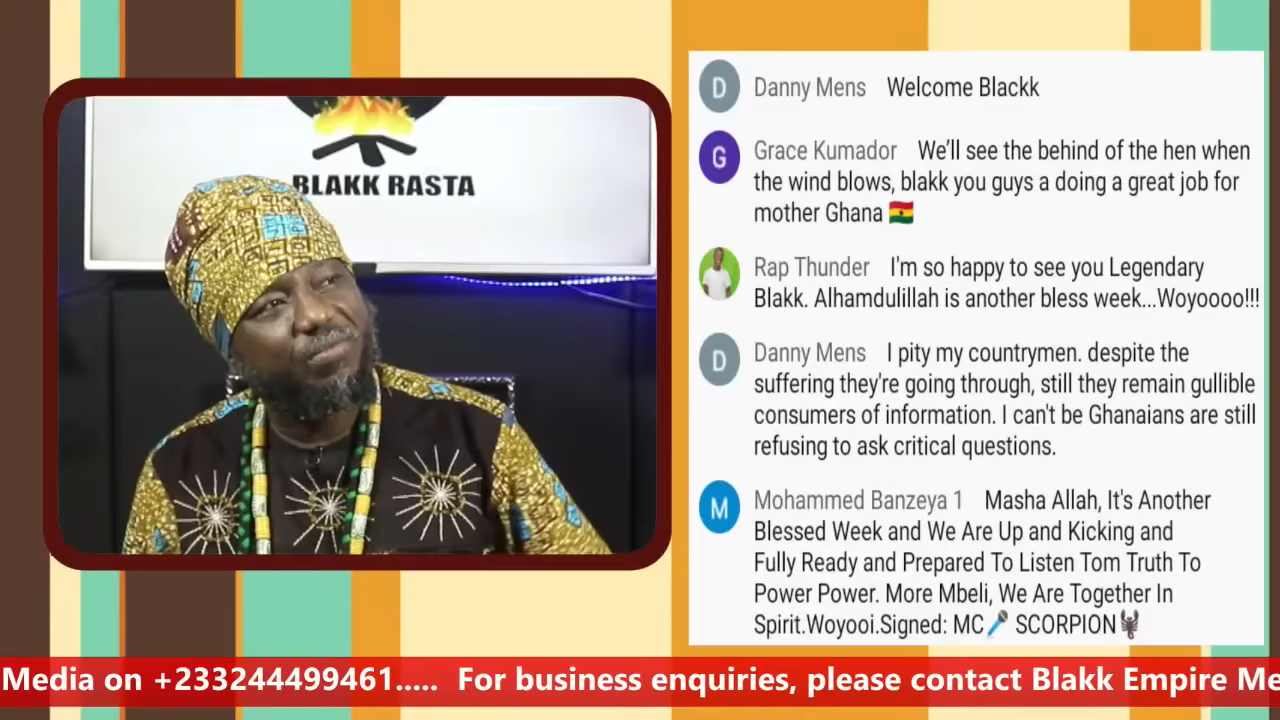 BLAKK RASTA
D Danny Mens Welcome Blackk
G Grace Kumador We'll see the behind of the hen when
the wind blows, blakk you guys a doing a great job for
mother Ghana 🇬🇭
Rap Thunder I'm so happy to see you Legendary
Blakk. Alhamdulillah is another bless week...Woyoooo!!!
D Danny Mens I pity my countrymen. despite the
suffering they're going through, still they remain gullible
consumers of information. I can't be Ghanaians are still
refusing to ask critical questions.
M Mohammed Banzeya 1 Masha Allah, It's Another
Blessed Week and We Are Up and Kicking and
Fully Ready and Prepared To Listen Tom Truth To
Power Power. More Mbeli, We Are Together In
Spirit.Woyooi.Signed: MC🎤 SCORPION🦂
Media on +233244499461..... For business enquiries, please contact Blakk Empire Me